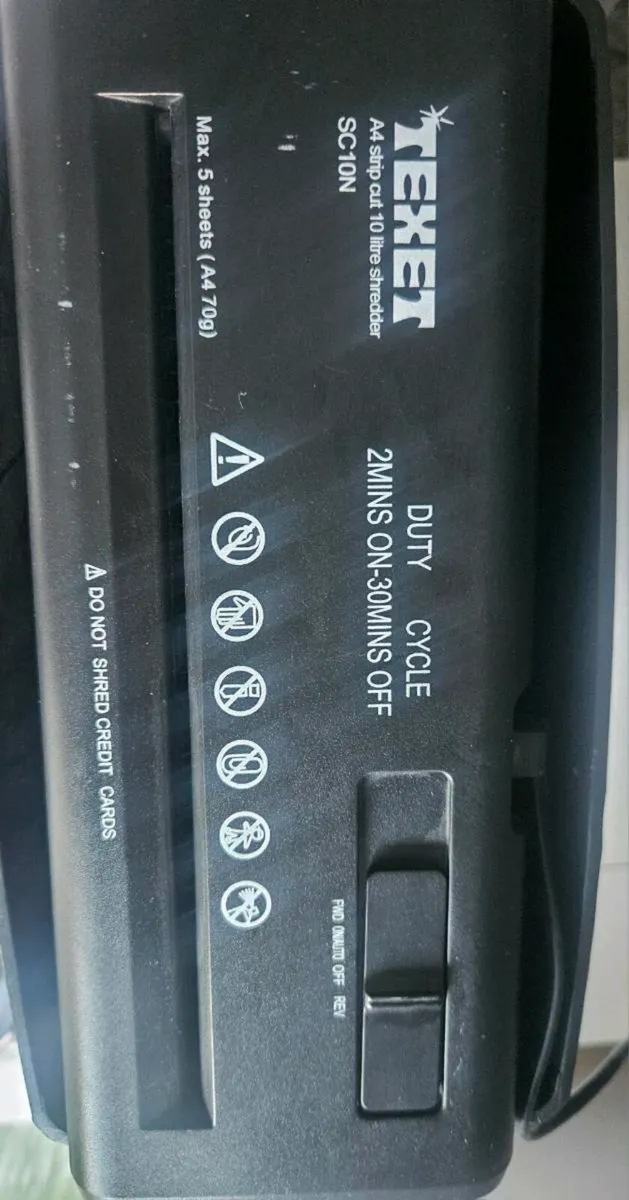 TEXET
A4 strip cut 10 litre shredder
SC10N
DUTY CYCLE
2MINS ON-30MINS OFF
FWD ON/AUTO OFF REV
Max. 5 sheets ( A4 70g)
DO NOT SHRED CREDIT CARDS